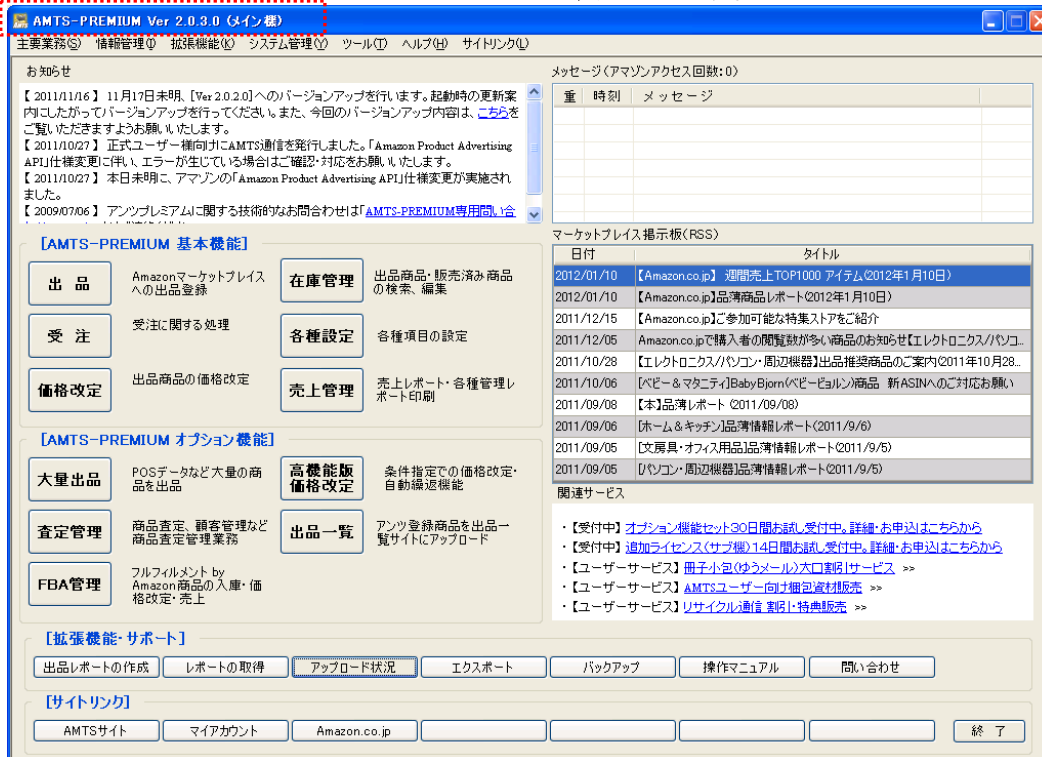 AMTS-PREMIUM Ver 2.0.3.0 (メイン様)
主要業務(S) 情報管理(I) 拡張機能(K) システム管理(Y) ツール(T) ヘルプ(H) サイトリンク(L)
お知らせ
【 2011/11/16 】 11月17日未明、[Ver 2.0.2.0]へのバージョンアップを行います。起動時の更新案
内にしたがってバージョンアップを行ってください。また、今回のバージョンアップ内容は、こちらを
ご覧いただきますようお願いいたします。
【 2011/10/27 】 正式ユーザー様向けにAMTS通信を発行しました。「Amazon Product Advertising
API」仕様変更に伴い、エラーが生じている場合はご確認・対応をお願いいたします。
【 2011/10/27 】 本日未明に、アマゾンの「Amazon Product Advertising API」仕様変更が実施され
ました。
【 2009/07/06 】 アンツプレミアムに関する技術的なお問合わせは「AMTS-PREMIUM専用問い合
メッセージ(アマゾンアクセス回数:0)
重 時刻 メッセージ
マーケットプレイス掲示板(RSS)
日付 タイトル
2012/01/10 【Amazon.co.jp】 週間売上TOP1000 アイテム(2012年1月10日)
2012/01/10 【Amazon.co.jp】品薄商品レポート(2012年1月10日)
2011/12/15 【Amazon.co.jp】ご参加可能な特集ストアをご紹介
2011/12/05 Amazon.co.jpで購入者の閲覧数が多い商品のお知らせ【エレクトロニクス/パソコ...
2011/10/28 【エレクトロニクス/パソコン・周辺機器】出品推奨商品のご案内(2011年10月28...
2011/10/06 [ベビー&マタニティ]BabyBjorn(ベビービョルン)商品 新ASINへのご対応お願い
2011/09/08 【本】品薄レポート (2011/09/08)
2011/09/06 [ホーム&キッチン]品薄情報レポート(2011/9/6)
2011/09/05 [文房具・オフィス用品]品薄情報レポート(2011/9/5)
2011/09/05 [パソコン・周辺機器]品薄情報レポート(2011/9/5)
[AMTS-PREMIUM 基本機能]
出 品 Amazonマーケットプレイス
への出品登録
在庫管理 出品商品・販売済み商品
の検索、編集
受 注 受注に関する処理
各種設定 各種項目の設定
価格改定 出品商品の価格改定
売上管理 売上レポート・各種管理レ
ポート印刷
[AMTS-PREMIUM オプション機能]
大量出品 POSデータなど大量の商
品を出品
高機能版
価格改定
条件指定での価格改定・
自動繰返機能
査定管理 商品査定、顧客管理など
商品査定管理業務
出品一覧 アンツ登録商品を出品一
覧サイトにアップロード
FBA管理 フルフィルメント by
Amazon商品の入庫・価
格改定・売上
関連サービス
・【受付中】オプション機能セット30日間お試し受付中。詳細・お申込はこちらから
・【受付中】追加ライセンス(サブ機)14日間お試し受付中。詳細・お申込はこちらから
・【ユーザーサービス】冊子小包(ゆうメール)大口割引サービス >>
・【ユーザーサービス】AMTSユーザー向け梱包資材販売 >>
・【ユーザーサービス】リサイクル通信 割引・特典販売 >>
[拡張機能・サポート]
出品レポートの作成 レポートの取得 アップロード状況 エクスポート バックアップ 操作マニュアル 問い合わせ
[サイトリンク]
AMTSサイト マイアカウント Amazon.co.jp 終 了